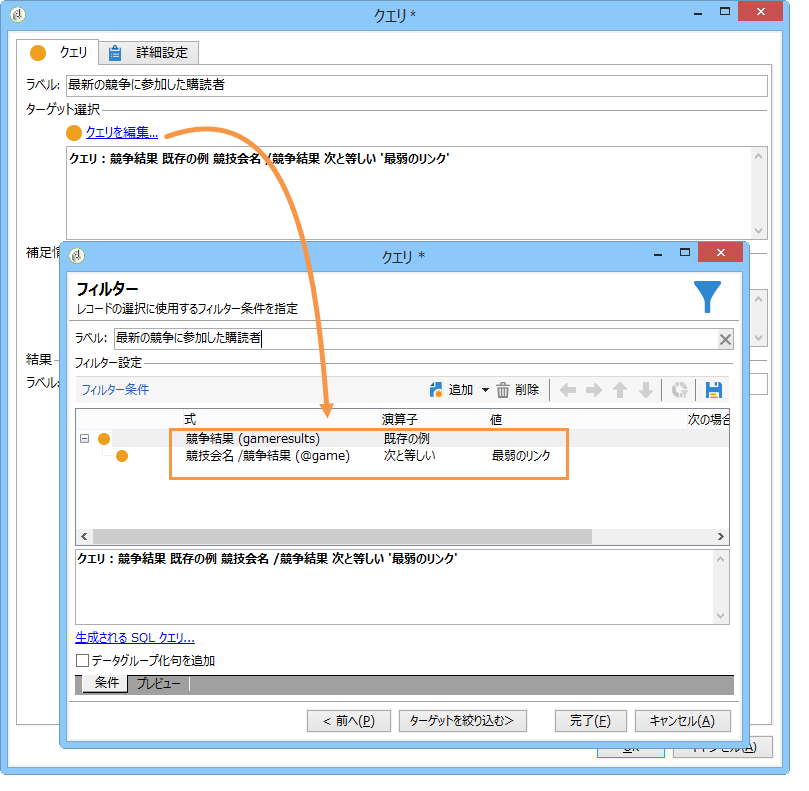 クエリ *
クエリ
詳細設定
ラベル: 最新の競争に参加した購読者
ターゲット選択
クエリを編集...
クエリ : 競争結果 既存の例 競技会名 /競争結果 次と等しい '最弱のリンク'
補足情
結果
ラベル:
クエリ *
フィルター
レコードの選択に使用するフィルター条件を指定
ラベル: 最新の競争に参加した購読者
フィルター設定
フィルター条件 追加 削除
式 演算子 値 次の場合
競争結果 (gameresults) 既存の例
競技会名 /競争結果 (@game) 次と等しい 最弱のリンク
クエリ : 競争結果 既存の例 競技会名 /競争結果 次と等しい '最弱のリンク'
生成される SQL クエリ...
データグループ化句を追加
条件 プレビュー
< 前へ(P) ターゲットを絞り込む> 完了(F) キャンセル(A)